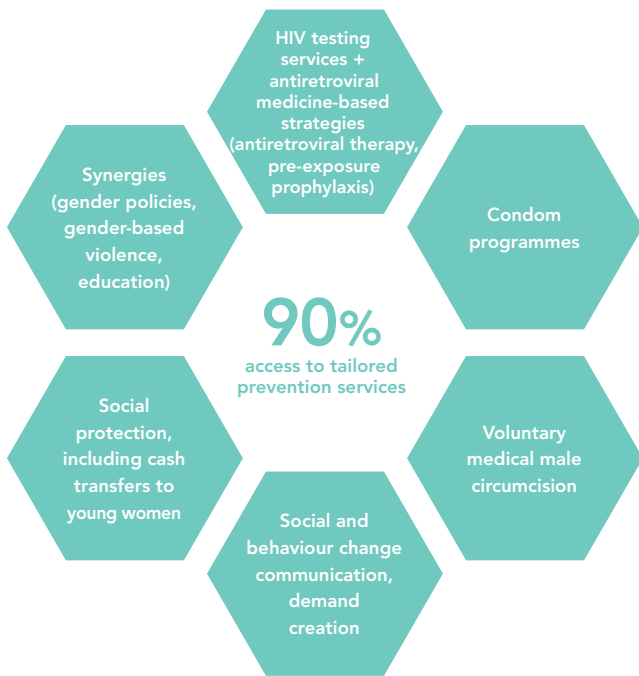 HIV testing
services +
antiretroviral
medicine-based
strategies
(antiretroviral therapy,
pre-exposure
prophylaxis)
Synergies
(gender policies,
gender-based
violence,
education)
Condom
programmes
90%
access to tailored
prevention services
Social
protection,
including cash
transfers to
young women
Voluntary
medical male
circumcision
Social and
behaviour change
communication,
demand
creation